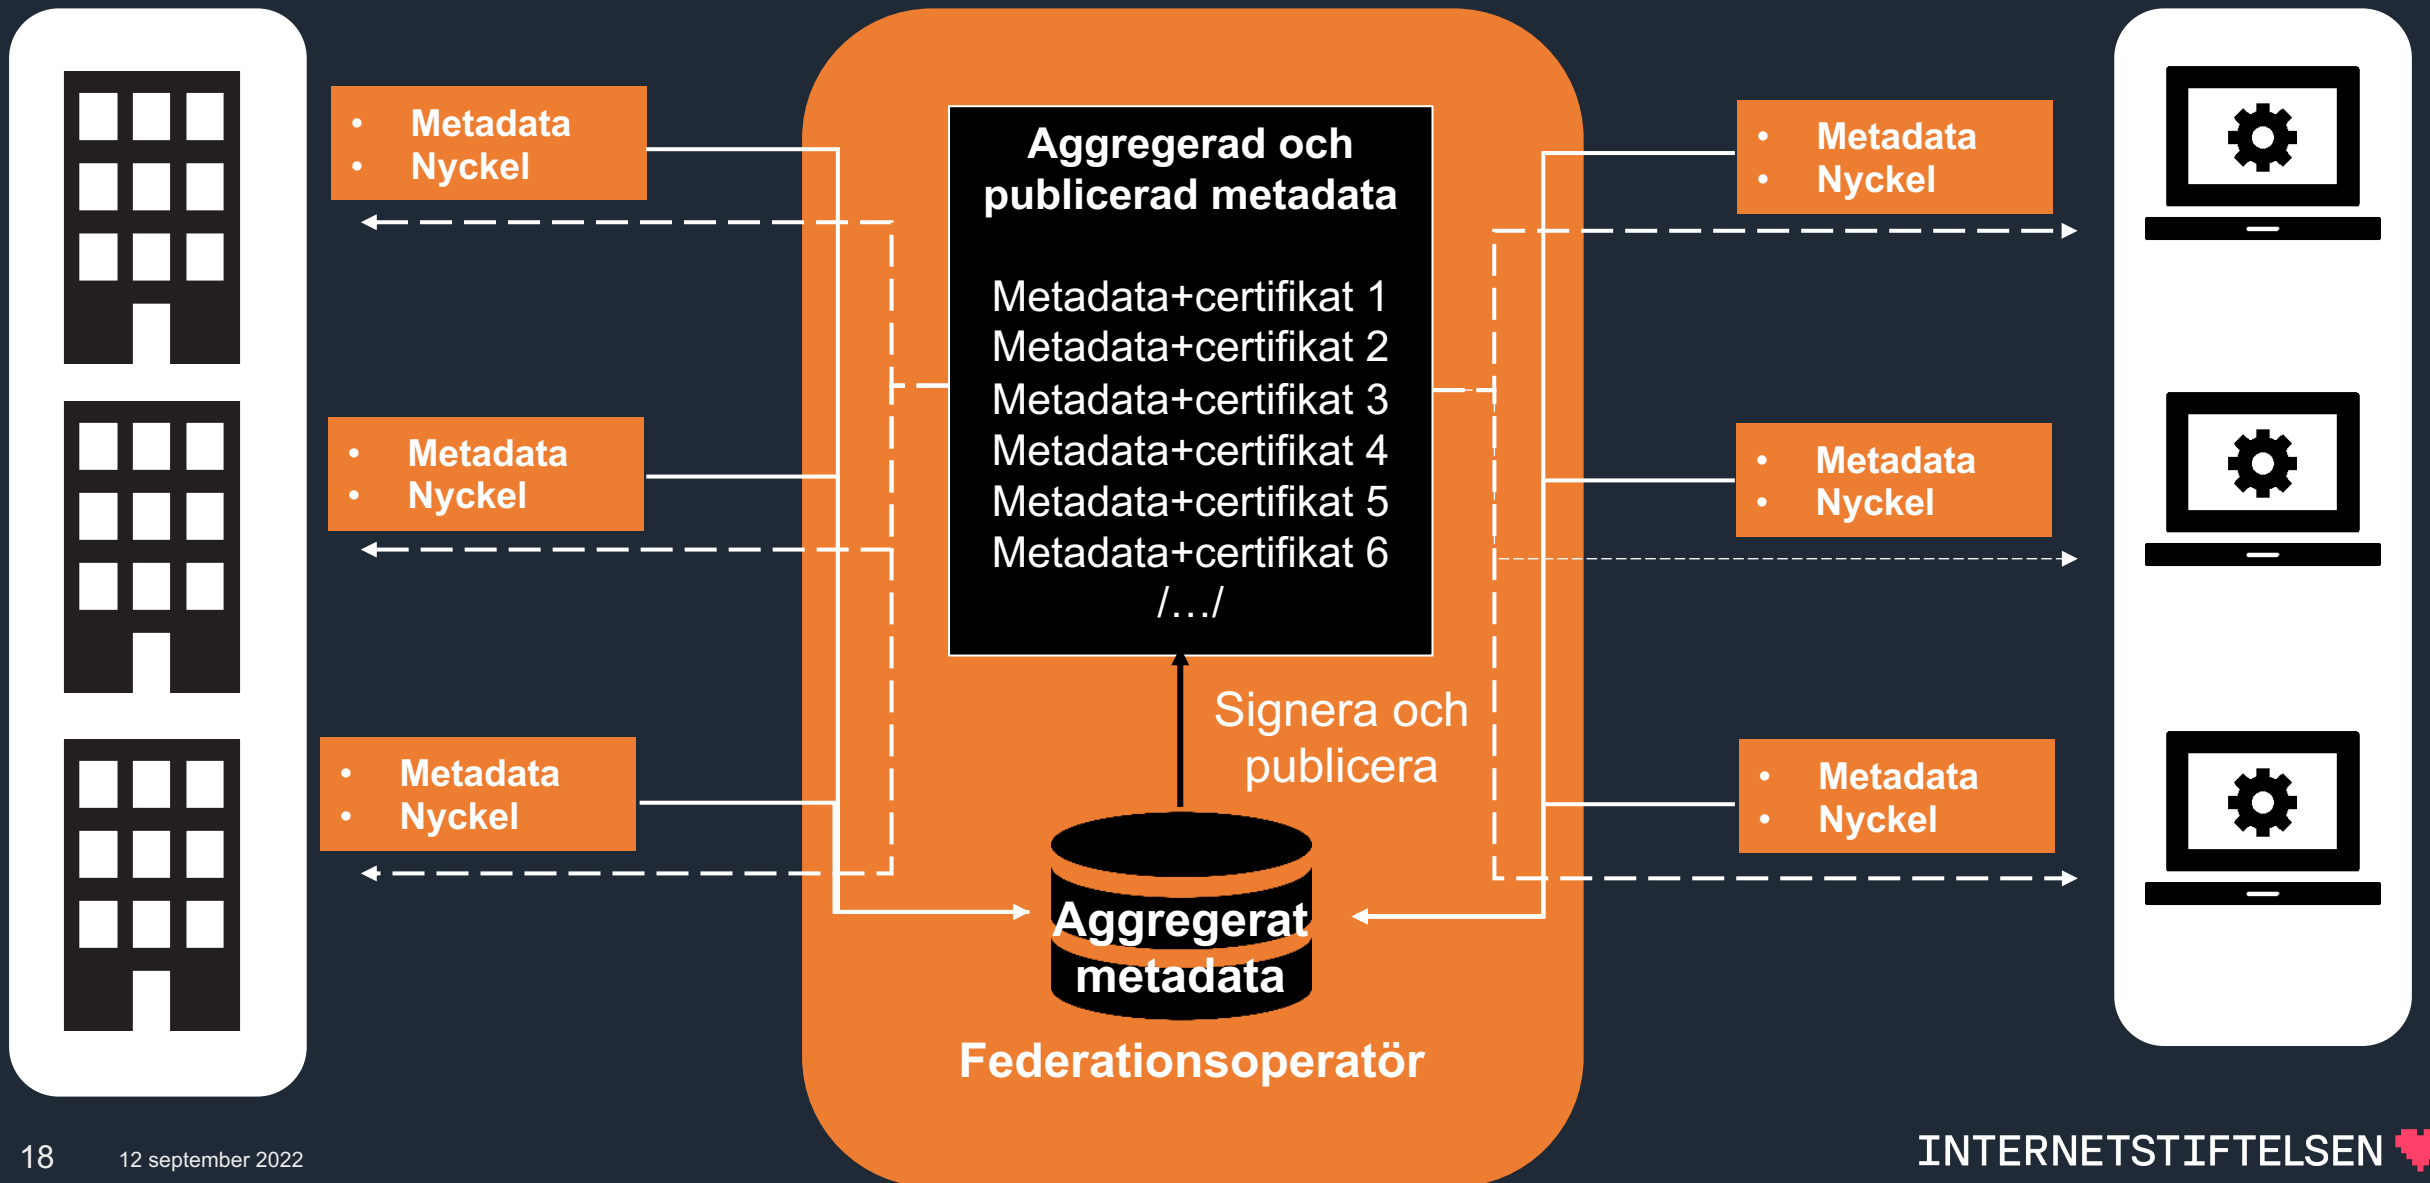 • Metadata
• Nyckel
• Metadata
• Nyckel
• Metadata
• Nyckel
Aggregerad och
publicerad metadata
Metadata+certifikat 1
Metadata+certifikat 2
Metadata+certifikat 3
Metadata+certifikat 4
Metadata+certifikat 5
Metadata+certifikat 6
/…/
Signera och
publicera
Aggregerat
metadata
Federationsoperatör
• Metadata
• Nyckel
• Metadata
• Nyckel
• Metadata
• Nyckel
18
12 september 2022
INTERNETSTIFTELSEN